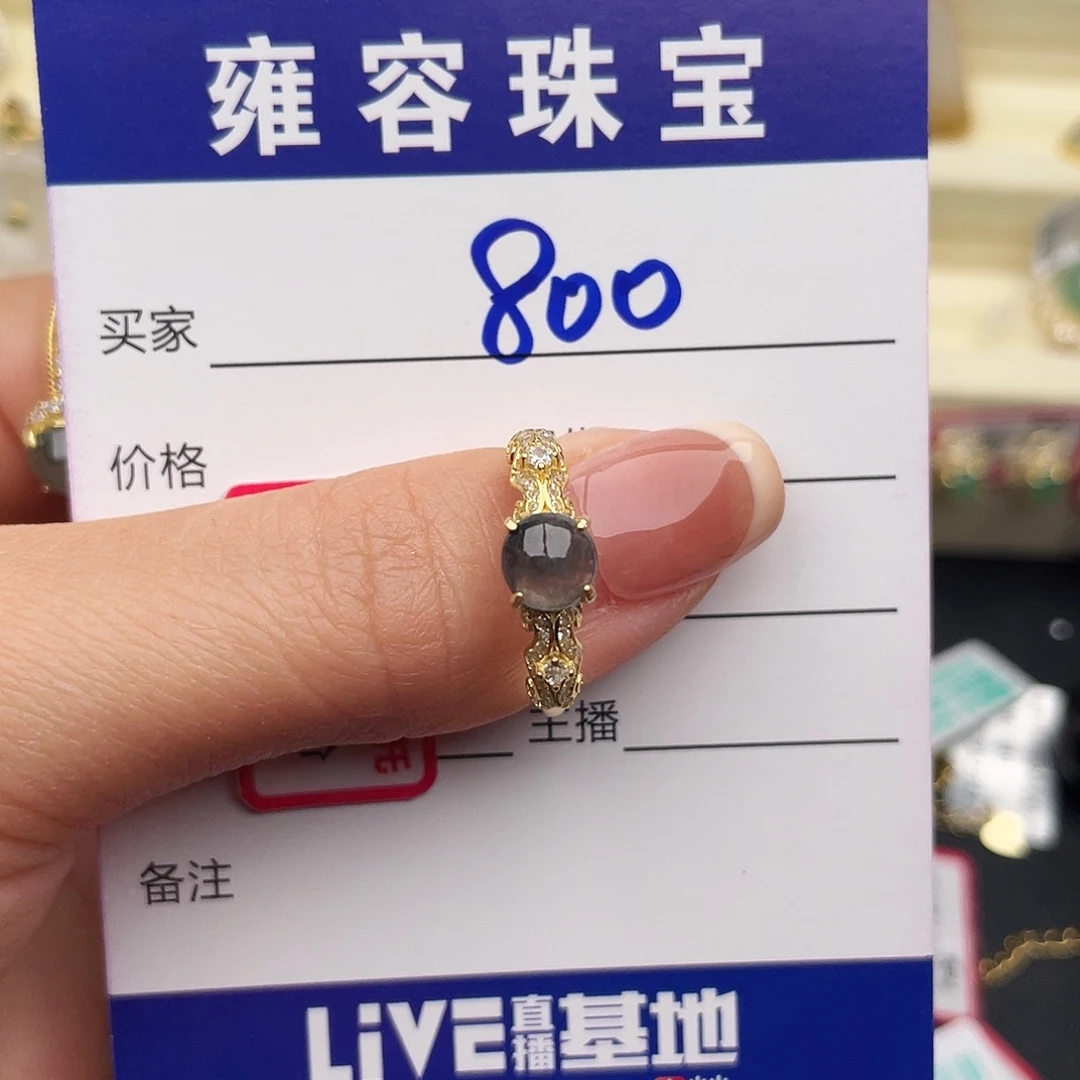 雍容珠宝
买家 800
价格
主播
备注
LiVE直播基地